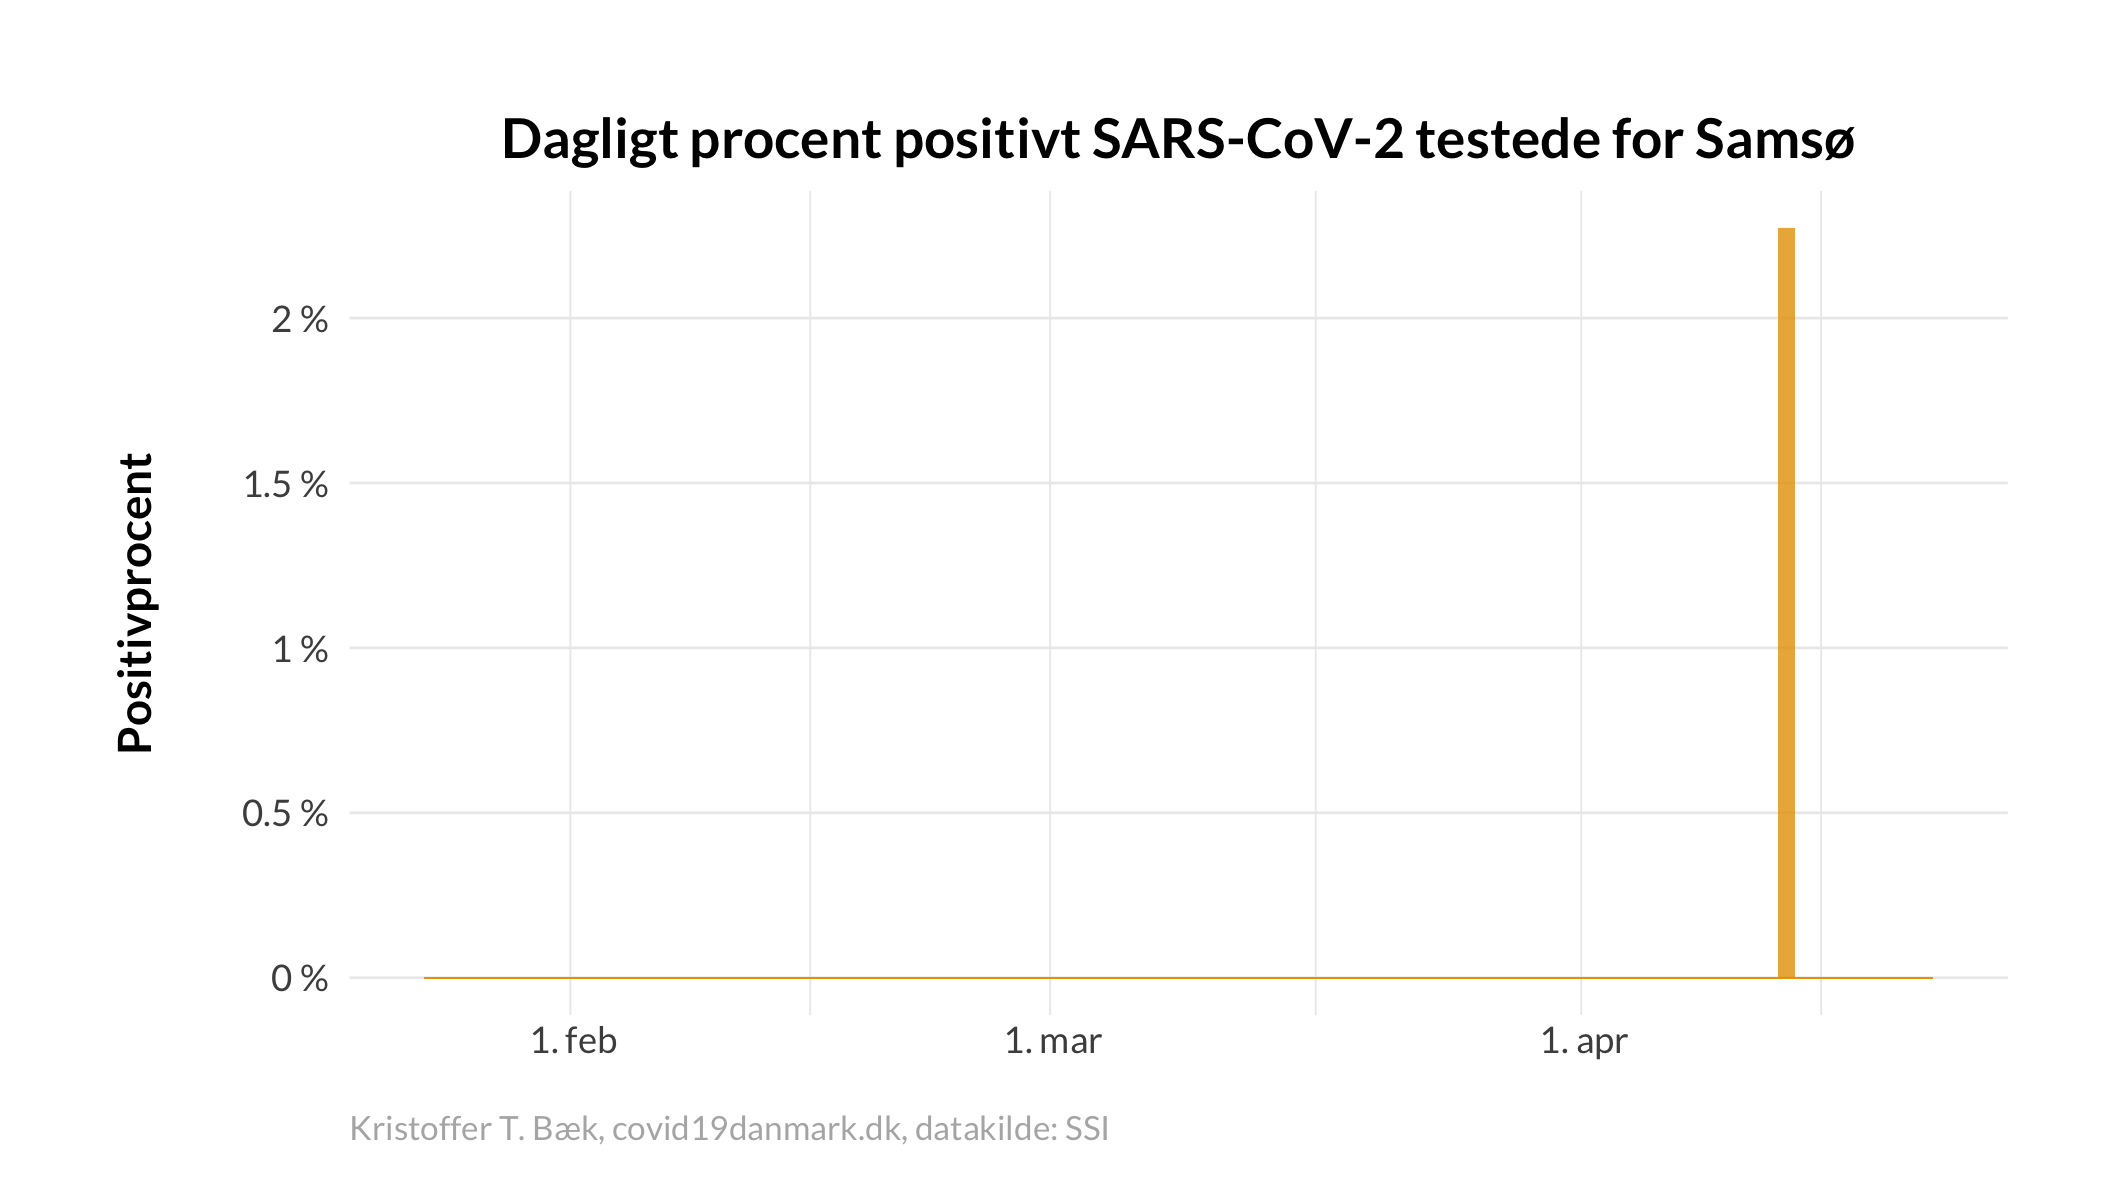 Dagligt procent positivt SARS-CoV-2 testede for Samsø
Positivprocent
2 %
1.5 %
1 %
0.5 %
0 %
1. feb
1. mar
1. apr
Kristoffer T. Bæk, covid19danmark.dk, datakilde: SSI